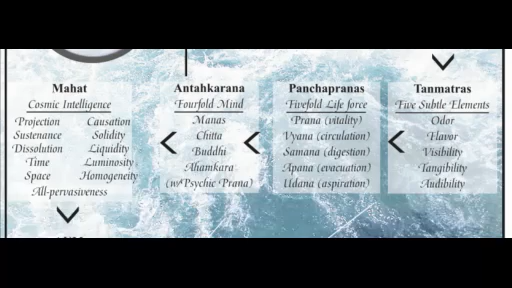 Mahat
Cosmic Intelligence
Projection Causation
Sustenance Solidity
Dissolution Liquidity
Time Luminosity
Space Homogeneity
All-pervasiveness
Antahkarana
Fourfold Mind
Manas
Chitta
Buddhi
Ahamkara
(w/Psychic Prana)
Panchapranas
Fivefold Life force
Prana (vitality)
Vyana (circulation)
Samana (digestion)
Apana (evacuation)
Udana (aspiration)
Tanmatras
Five Subtle Elements
Odor
Flavor
Visibility
Tangibility
Audibility